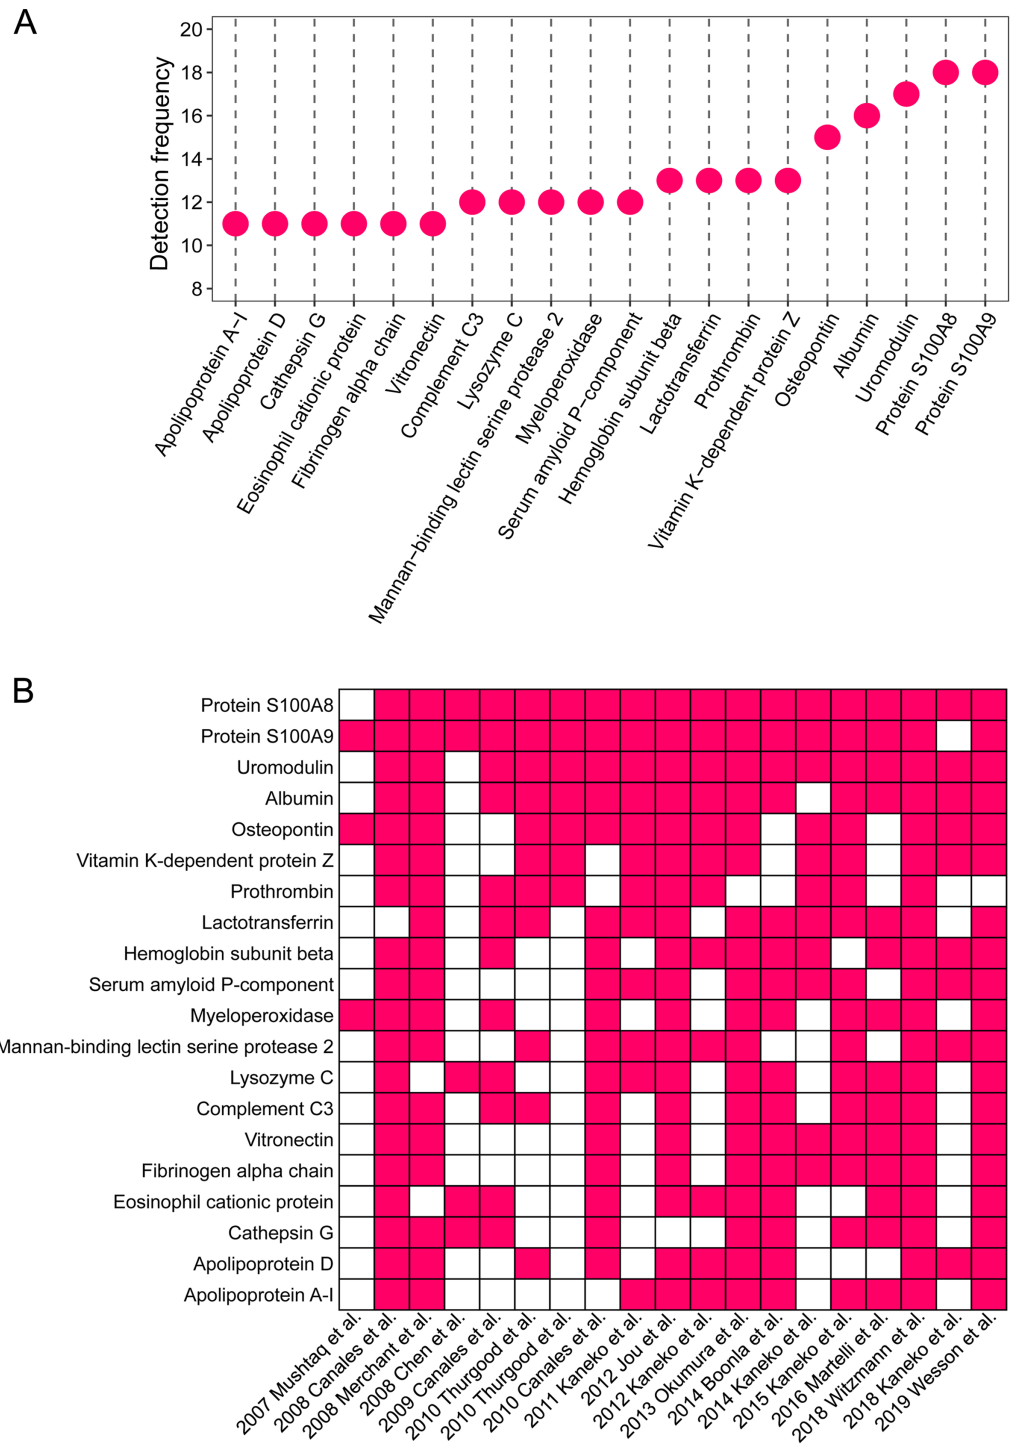 A
Detection frequency
20
18
16
14
12
10
8
Apolipoprotein A−I
Apolipoprotein D
Cathepsin G
Eosinophil cationic protein
Fibrinogen alpha chain
Vitronectin
Complement C3
Lysozyme C
Mannan−binding lectin serine protease 2
Myeloperoxidase
Serum amyloid P−component
Hemoglobin subunit beta
Lactotransferrin
Prothrombin
Vitamin K−dependent protein Z
Osteopontin
Albumin
Uromodulin
Protein S100A8
Protein S100A9
B
Protein S100A8
Protein S100A9
Uromodulin
Albumin
Osteopontin
Vitamin K-dependent protein Z
Prothrombin
Lactotransferrin
Hemoglobin subunit beta
Serum amyloid P-component
Myeloperoxidase
Mannan-binding lectin serine protease 2
Lysozyme C
Complement C3
Vitronectin
Fibrinogen alpha chain
Eosinophil cationic protein
Cathepsin G
Apolipoprotein D
Apolipoprotein A-I
2007 Mushtaq et al.
2008 Canales et al.
2008 Merchant et al.
2008 Chen et al.
2009 Canales et al.
2010 Thurgood et al.
2010 Thurgood et al.
2010 Canales et al.
2011 Kaneko et al.
2012 Jou et al.
2012 Kaneko et al.
2013 Okumura et al.
2014 Boonla et al.
2014 Kaneko et al.
2015 Kaneko et al.
2016 Martelli et al.
2018 Witzmann et al.
2018 Kaneko et al.
2019 Wesson et al.